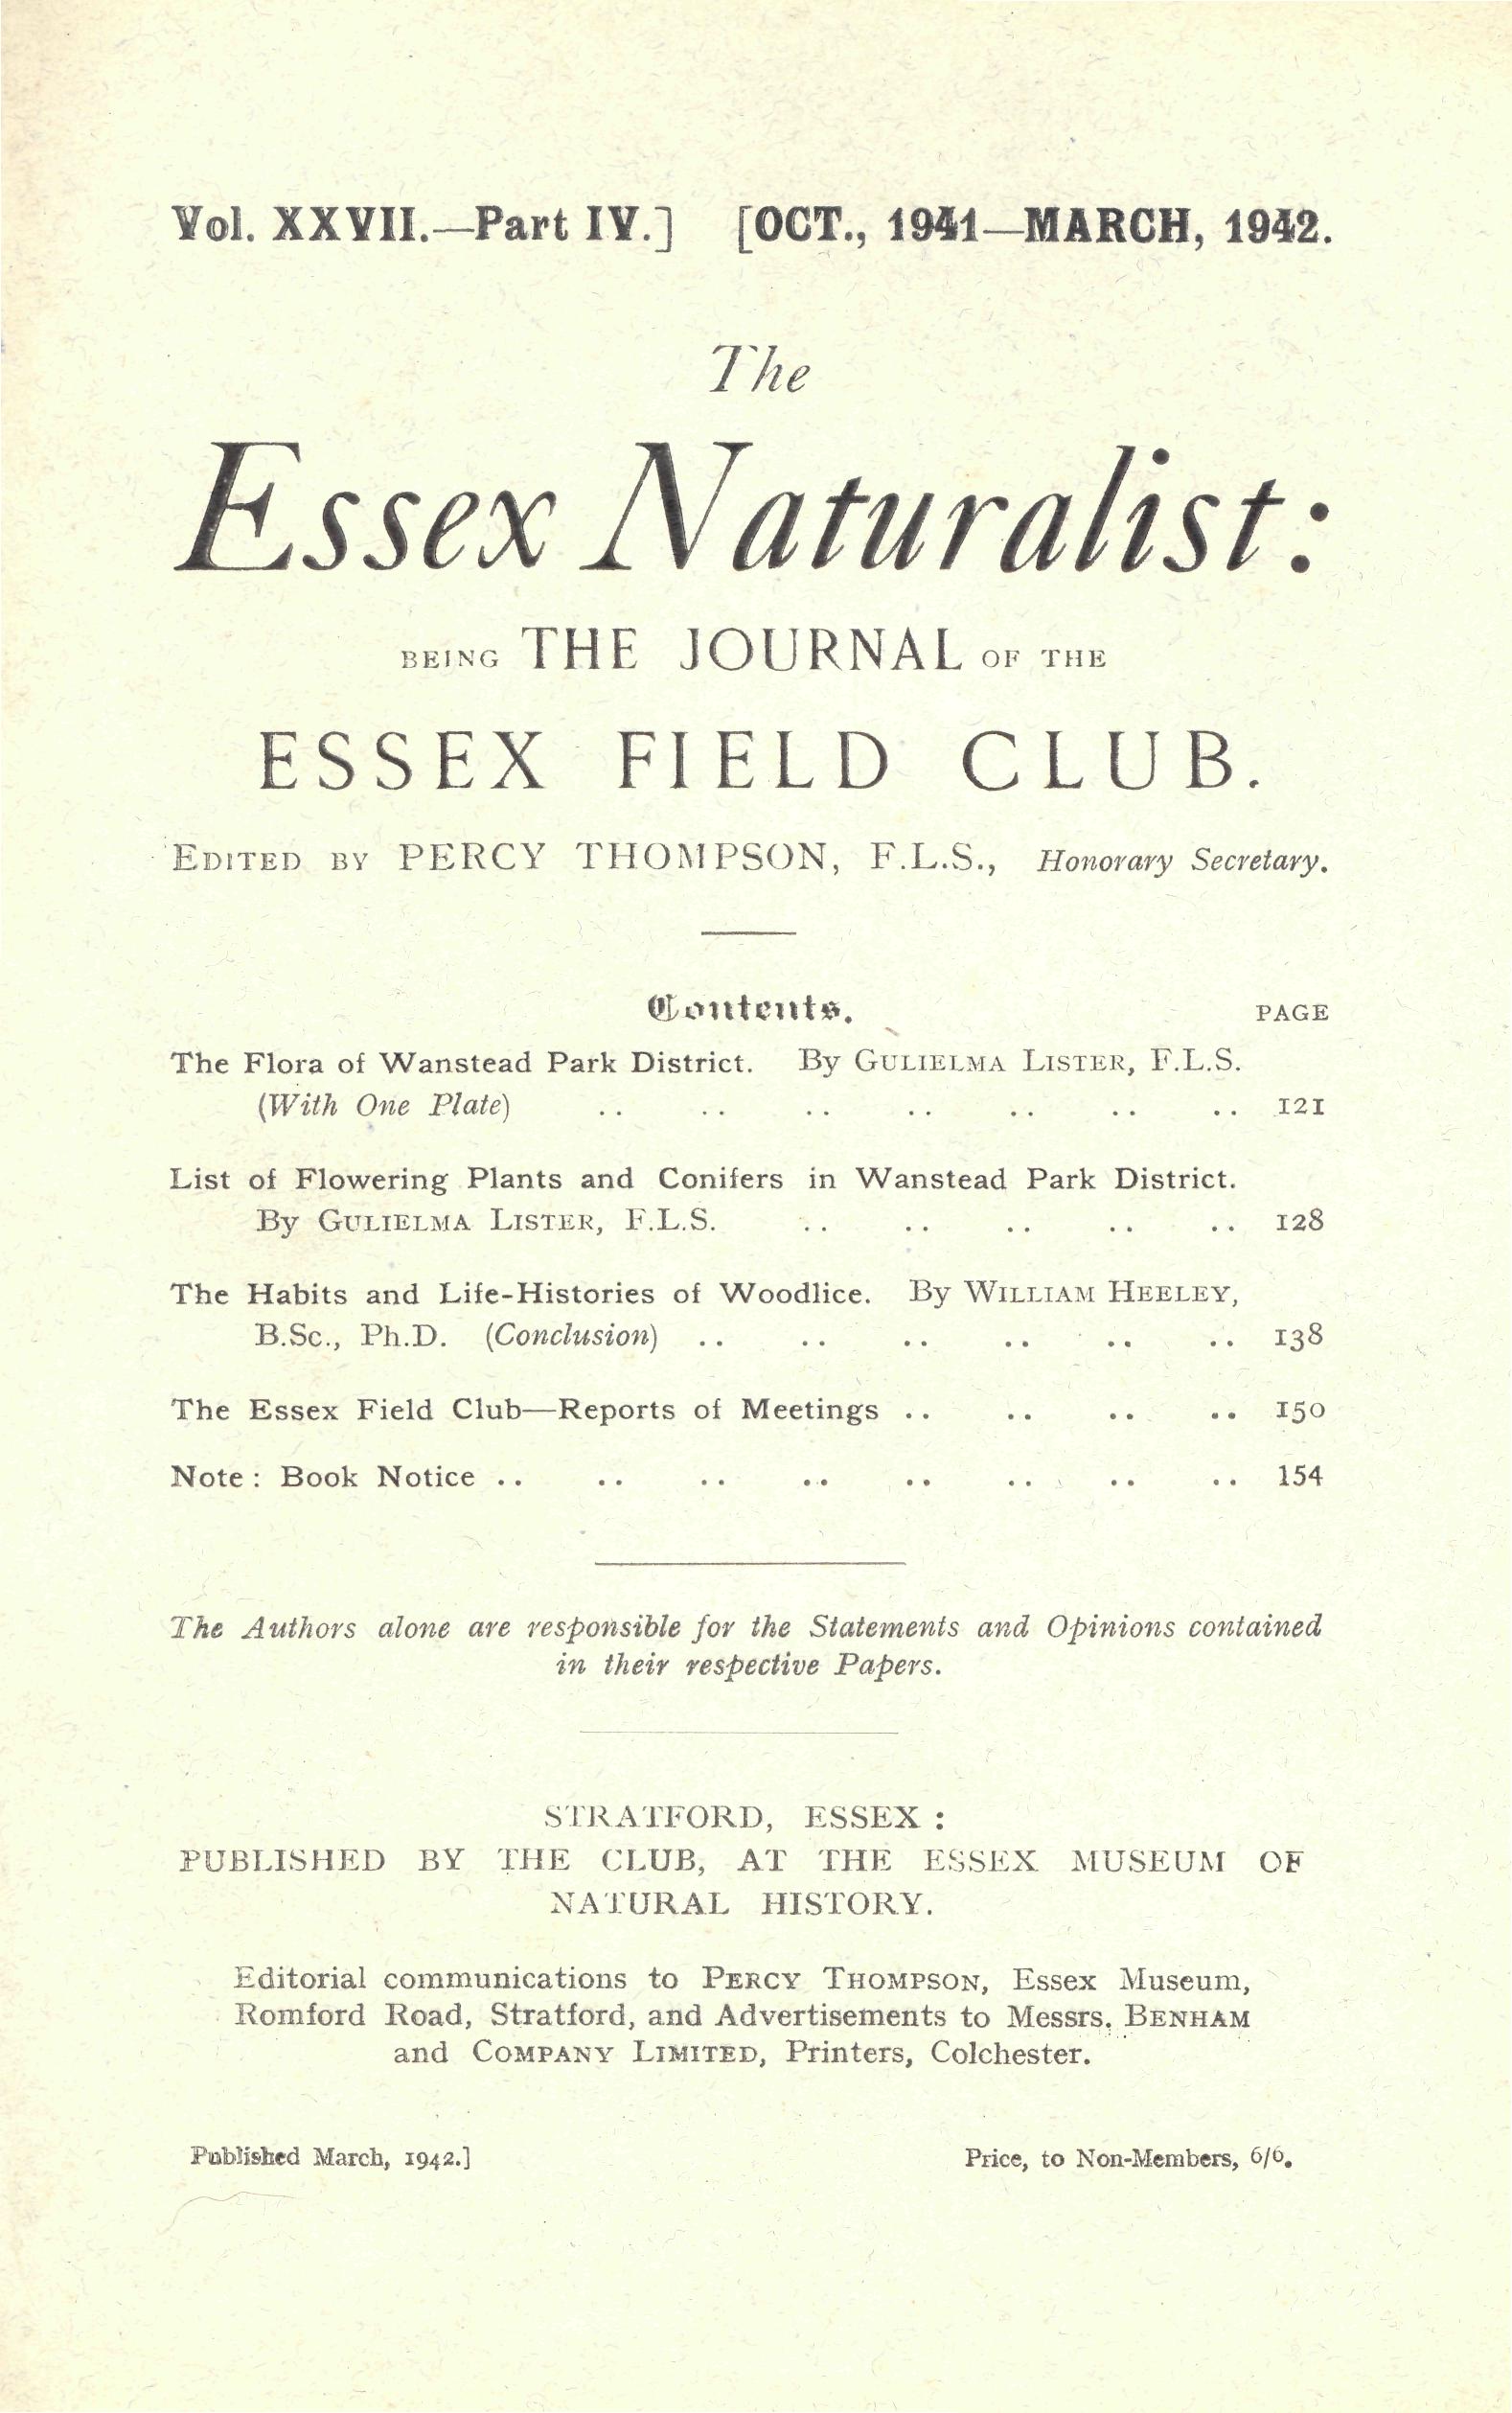 Vol. XXVII.—Part IV.] [OCT., 1941—MARCH, 1942.
The
Essex Naturalist:
BEING THE JOURNAL OF THE
ESSEX FIELD CLUB.
EDITED BY PERCY THOMPSON, F.L.S., Honorary Secretary.
Contents.
PAGE
The Flora of Wanstead Park District. By GULIELMA LISTER, F.L.S.
(With One Plate) .. .. .. .. .. .. .. 121
List of Flowering Plants and Conifers in Wanstead Park District.
By GULIELMA LISTER, F.L.S. .. .. .. .. .. 128
The Habits and Life-Histories of Woodlice. By WILLIAM HEELEY,
B.Sc., Ph.D. (Conclusion) .. .. .. .. .. .. 138
The Essex Field Club—Reports of Meetings .. .. .. .. 150
Note: Book Notice .. .. .. .. .. .. .. .. 154
The Authors alone are responsible for the Statements and Opinions contained
in their respective Papers.
STRATFORD, ESSEX :
PUBLISHED BY THE CLUB, AT THE ESSEX MUSEUM OF
NATURAL HISTORY.
Editorial communications to PERCY THOMPSON, Essex Museum,
Romford Road, Stratford, and Advertisements to Messrs. BENHAM
and COMPANY LIMITED, Printers, Colchester.
Published March, 1942.] Price, to Non-Members, 6/6.